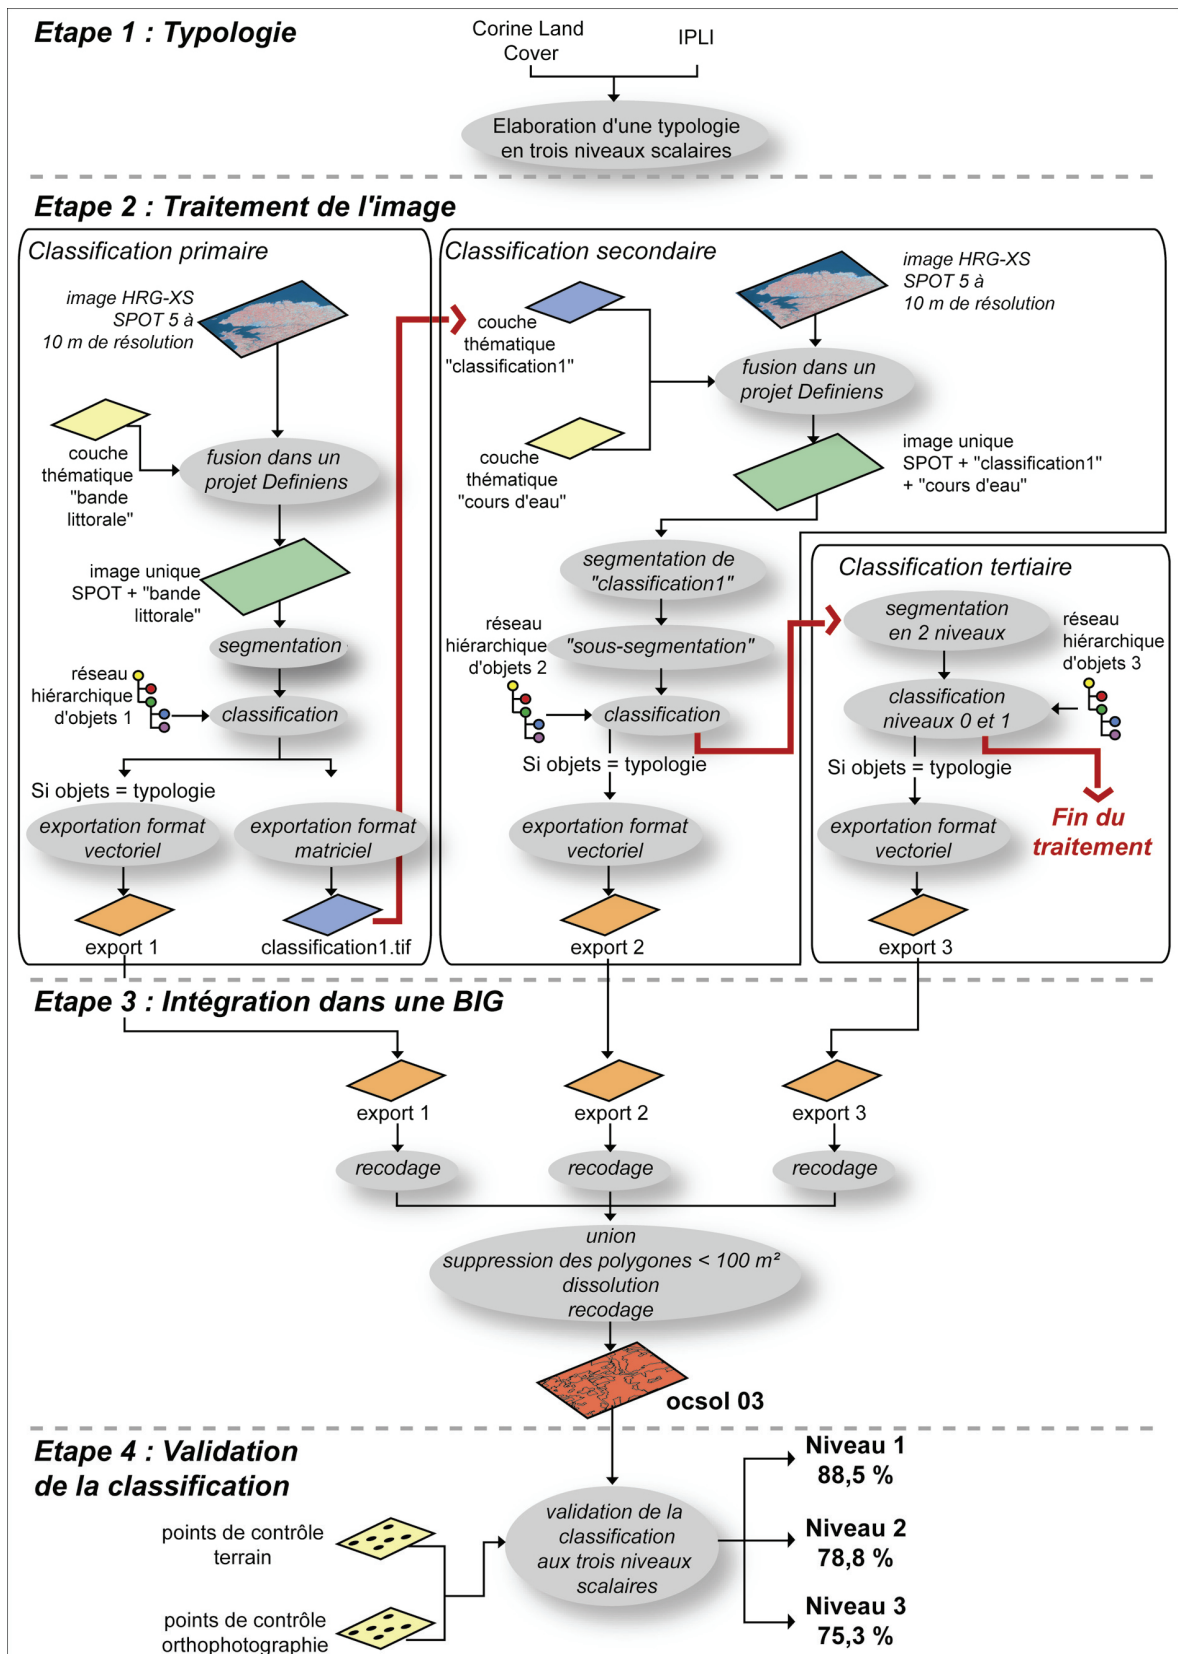 Etape 1 : Typologie
Corine Land
Cover
IPLI
Elaboration d'une typologie
en trois niveaux scalaires
Etape 2 : Traitement de l'image
Classification primaire
image HRG-XS
SPOT 5 à
10 m de résolution
couche
thématique
"bande
littorale"
fusion dans un
projet Definiens
image unique
SPOT + "bande
littorale"
segmentation
réseau
hiérarchique
d'objets 1
classification
Si objets = typologie
exportation format
vectoriel
exportation format
matriciel
export 1
classification1.tif
Classification secondaire
couche
thématique
"classification1"
image HRG-XS
SPOT 5 à
10 m de résolution
fusion dans un
projet Definiens
couche
thématique
"cours d'eau"
image unique
SPOT + "classification1"
+ "cours d'eau"
segmentation de
"classification1"
réseau
hiérarchique
d'objets 2
"sous-segmentation"
classification
Si objets = typologie
exportation format
vectoriel
export 2
Classification tertiaire
segmentation
en 2 niveaux
réseau
hiérarchique
d'objets 3
classification
niveaux 0 et 1
Si objets = typologie
exportation format
vectoriel
Fin du
traitement
export 3
Etape 3 : Intégration dans une BIG
export 1
export 2
export 3
recodage
recodage
recodage
union
suppression des polygones < 100 m²
dissolution
recodage
ocsol 03
Etape 4 : Validation
de la classification
points de contrôle
terrain
points de contrôle
orthophotographie
validation de la
classification
aux trois niveaux
scalaires
Niveau 1
88,5 %
Niveau 2
78,8 %
Niveau 3
75,3 %